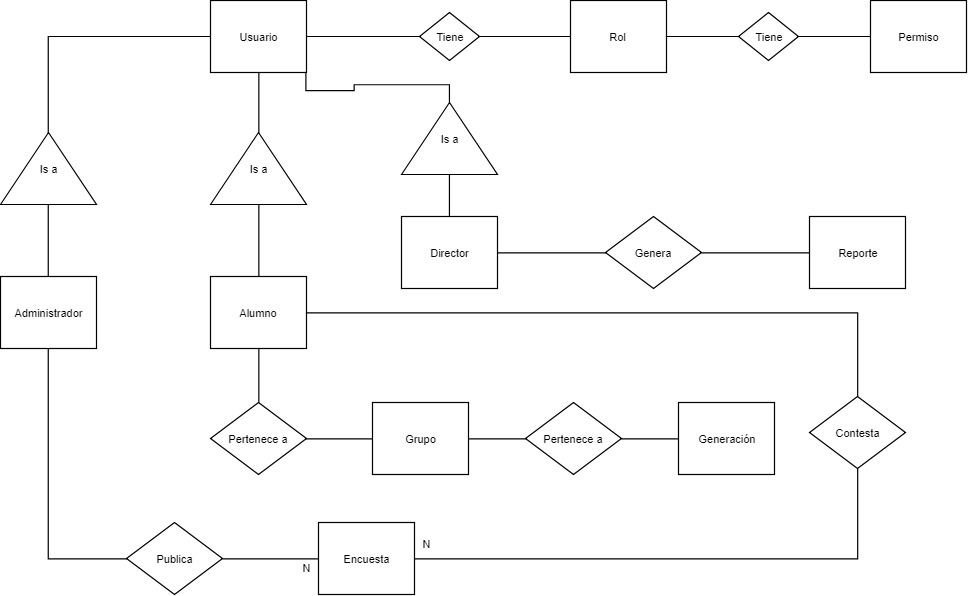 Usuario
Tiene
Rol
Tiene
Permiso
Is a
Is a
Is a
Director
Genera
Reporte
Administrador
Alumno
Pertenece a
Grupo
Pertenece a
Generación
Contesta
Publica
N
Encuesta
N